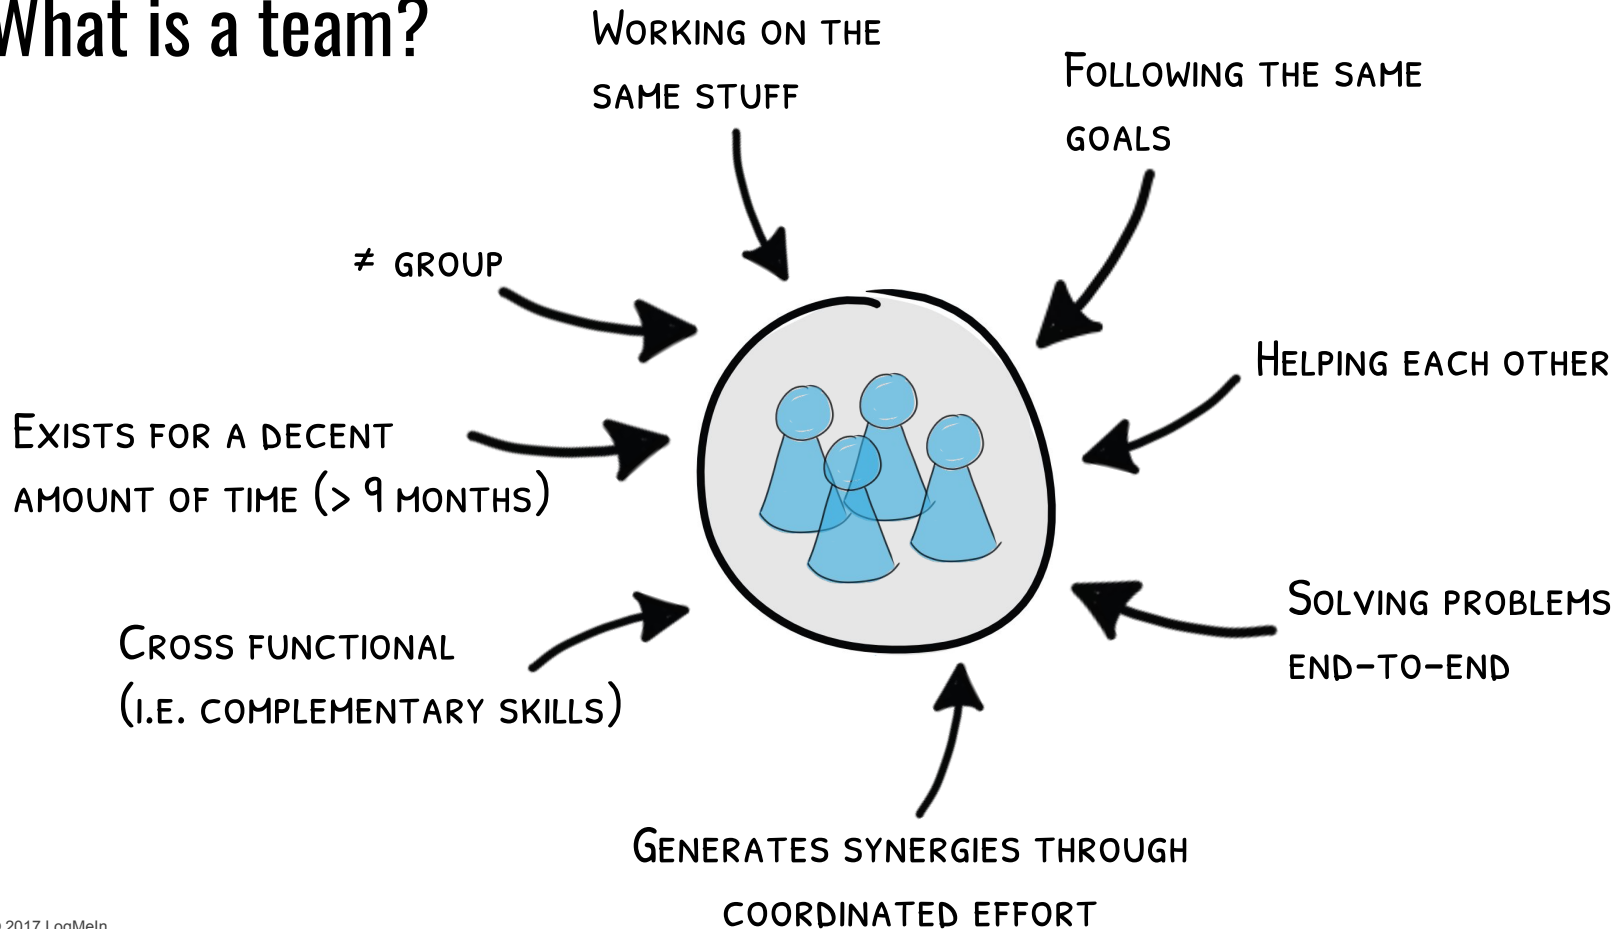 What is a team?
Working on the
same stuff
Following the same
goals
≠ group
Helping each other
Exists for a decent
amount of time (> 9 months)
Solving problems
end-to-end
Cross functional
(i.e. complementary skills)
Generates synergies through
coordinated effort
© 2017 LogMeIn